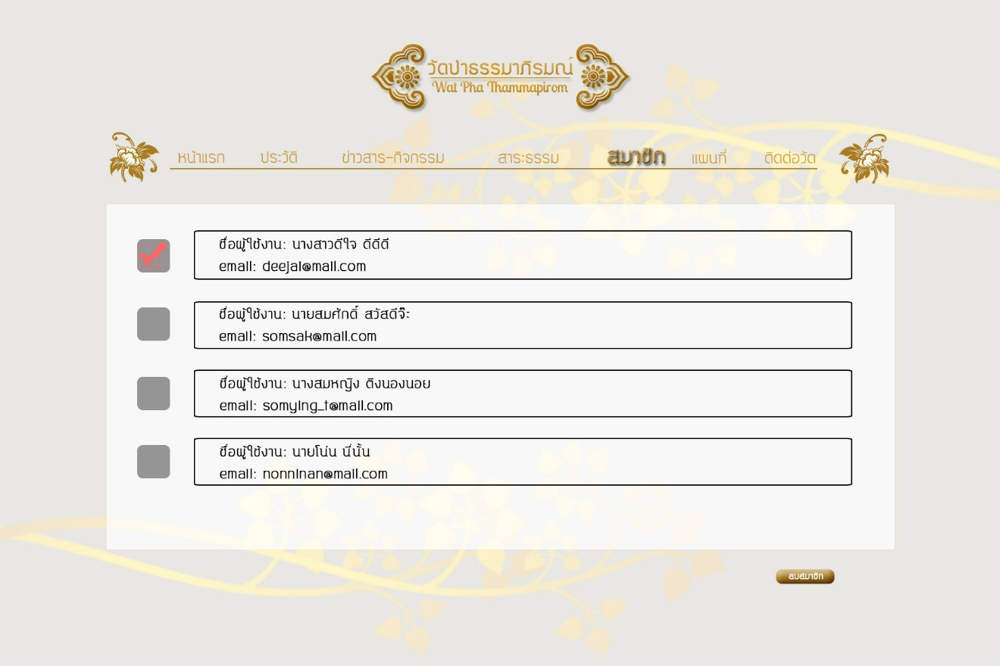 วัดป่าธรรมาภิรมณ์
Wat Pha Thammapirom
หน้าแรก ประวัติ ข่าวสาร-กิจกรรม สาระธรรม สมาชิก แผนที่ ติดต่อวัด
ชื่อผู้ใช้งาน: นางสาวดีใจ ดีดีดี
email: deejai@mail.com
ชื่อผู้ใช้งาน: นายสมศักดิ์ สวัสดีจ๊ะ
email: somsak@mail.com
ชื่อผู้ใช้งาน: นางสมหญิง ติงนองนอย
email: somying_t@mail.com
ชื่อผู้ใช้งาน: นายโน่น นี่นั้น
email: nonninan@mail.com
ลบสมาชิก